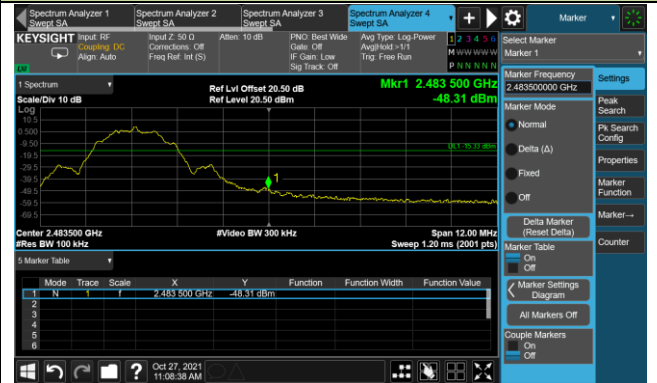 Spectrum Analyzer 1
Swept SA
Spectrum Analyzer 2
Swept SA
Spectrum Analyzer 3
Swept SA
Spectrum Analyzer 4
Swept SA
Marker
KEYSIGHT
Input: RF
Coupling: DC
Align: Auto
Input Z: 50 Ω
Corrections: Off
Freq Ref: Int (S)
Atten: 10 dB
PNO: Best Wide
Gate: Off
IF Gain: Low
Sig Track: Off
Avg Type: Log-Power
Avg|Hold:>1/1
Trig: Free Run
1 2 3 4 5 6
M W W W W W
P N N N N N
LXI
Select Marker
Marker 1
Marker Frequency
2.483500000 GHz
Marker Mode
Normal
Delta (Δ)
Fixed
Off
Delta Marker
(Reset Delta)
Marker Table
On
Off
Marker Settings
Diagram
All Markers Off
Couple Markers
On
Off
Settings
Peak
Search
Pk Search
Config
Properties
Marker
Function
Marker→
Counter
1 Spectrum
Scale/Div 10 dB
Ref Lvl Offset 20.50 dB
Ref Level 20.50 dBm
Mkr1 2.483 500 GHz
-48.31 dBm
Log
10.5
0.500
-9.50
-19.5
-29.5
-39.5
-49.5
-59.5
-69.5
DL1 -15.33 dBm
1
Center 2.483500 GHz
#Res BW 100 kHz
#Video BW 300 kHz
Span 12.00 MHz
Sweep 1.20 ms (2001 pts)
5 Marker Table
Mode Trace Scale X Y Function Function Width Function Value
1 N 1 f 2.483 500 GHz -48.31 dBm
2
3
4
5
6
?
Oct 27, 2021
11:08:38 AM